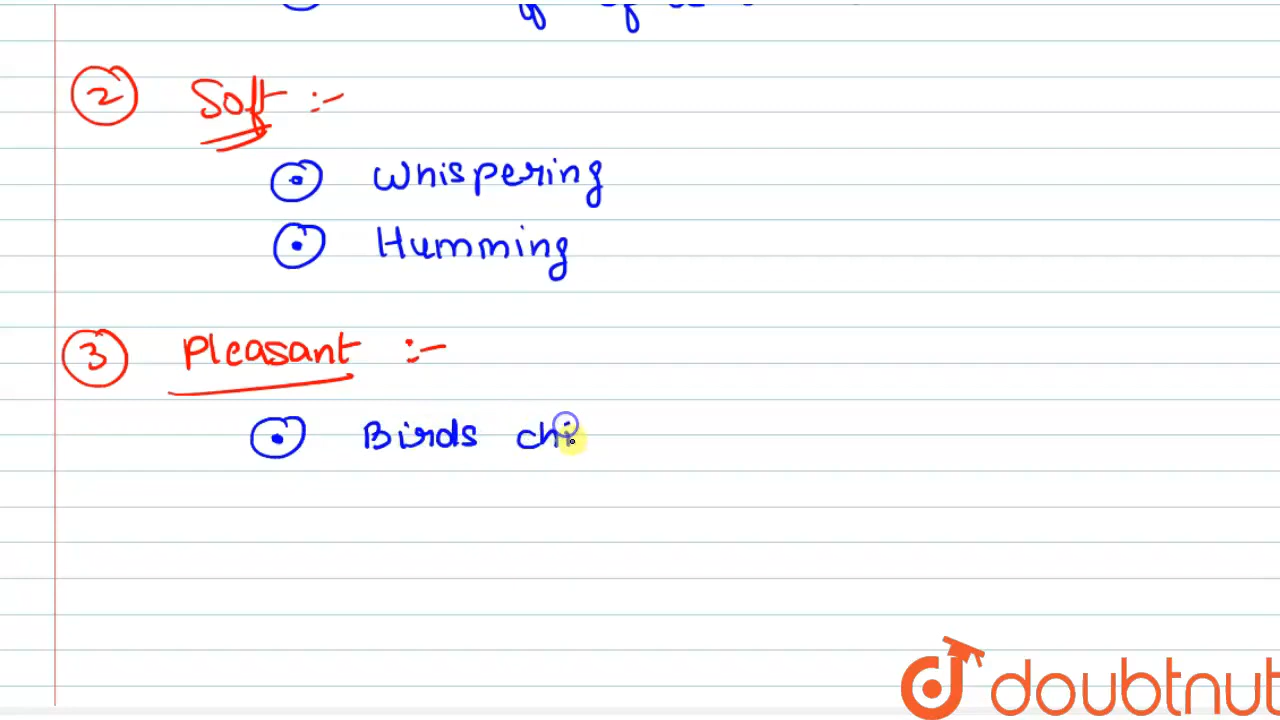 2 Soft :-
Whispering
Humming
3 Pleasant :-
Birds chi
doubtnut